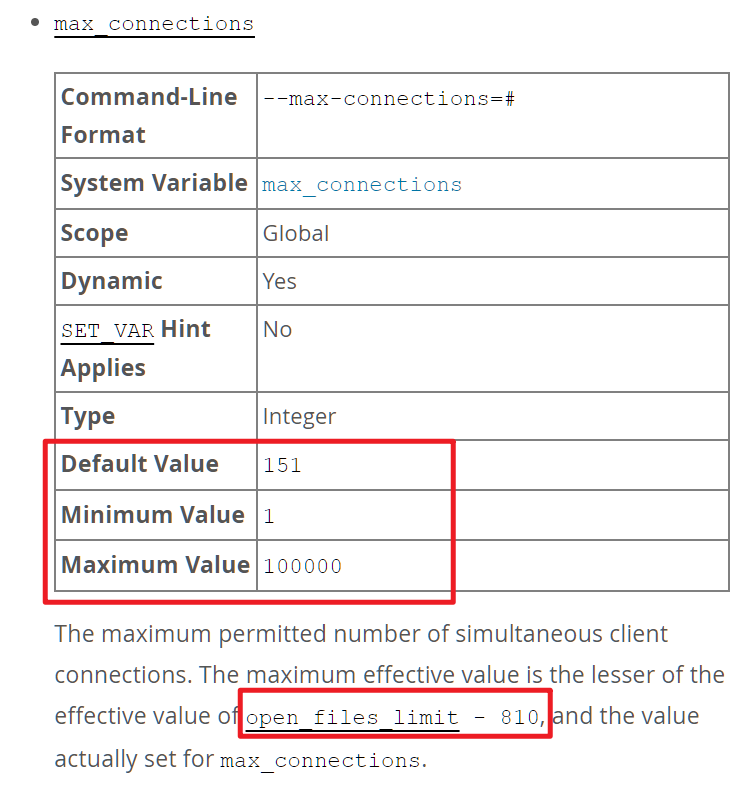 max_connections
Command-Line --max-connections=#
Format
System Variable max_connections
Scope Global
Dynamic Yes
SET_VAR Hint No
Applies
Type Integer
Default Value 151
Minimum Value 1
Maximum Value 100000
The maximum permitted number of simultaneous client
connections. The maximum effective value is the lesser of the
effective value of open_files_limit - 810, and the value
actually set for max_connections.